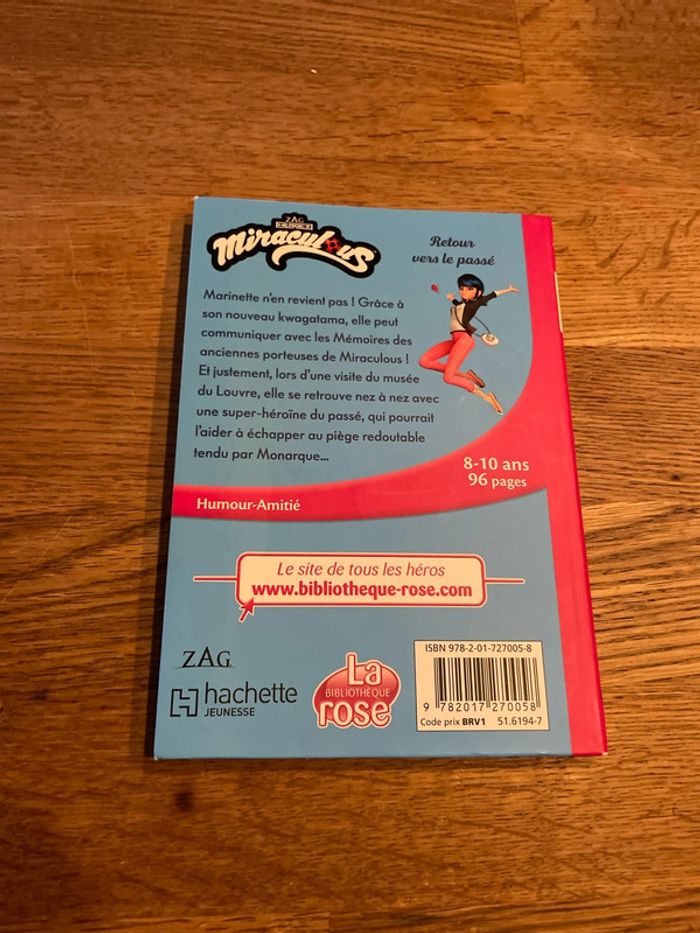 ZAG
Miraculous
Retour
vers le passé
Marinette n'en revient pas ! Grâce à
son nouveau kwagatama, elle peut
communiquer avec les Mémoires des
anciennes porteuses de Miraculous !
Et justement, lors d'une visite du musée
du Louvre, elle se retrouve nez à nez avec
une super-héroïne du passé, qui pourrait
l'aider à échapper au piège redoutable
tendu par Monarque...
8-10 ans
96 pages
Humour-Amitié
Le site de tous les héros
www.bibliotheque-rose.com
ZAG
hachette
JEUNESSE
La
BIBLIOTHÈQUE
rose
ISBN 978-2-01-727005-8
9 782017 270058
Code prix BRV1 51.6194-7